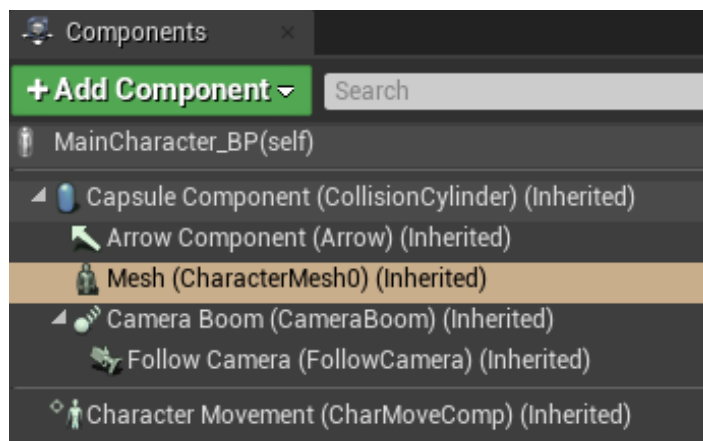 Components
+ Add Component
Search
MainCharacter_BP(self)
Capsule Component (CollisionCylinder) (Inherited)
Arrow Component (Arrow) (Inherited)
Mesh (CharacterMesh0) (Inherited)
Camera Boom (CameraBoom) (Inherited)
Follow Camera (FollowCamera) (Inherited)
Character Movement (CharMoveComp) (Inherited)